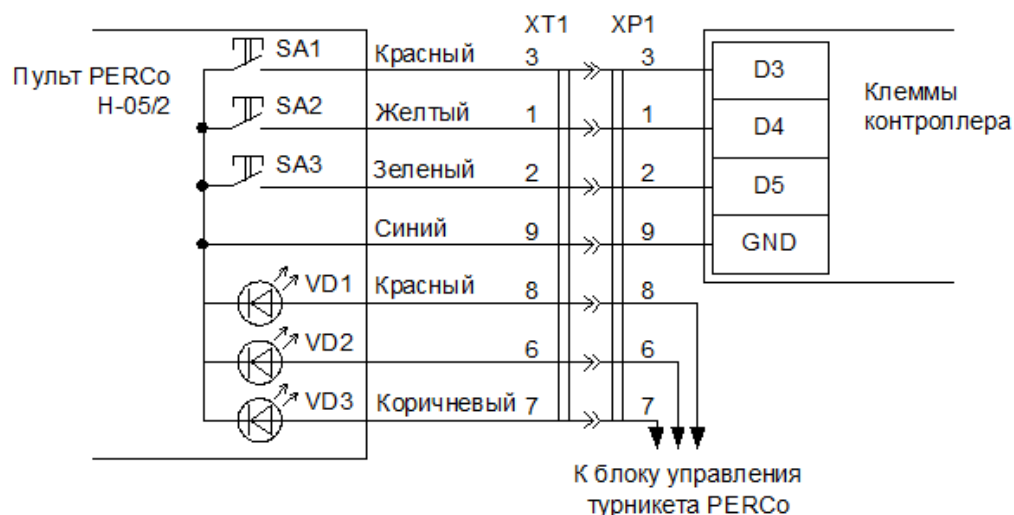 XT1 XP1
Пульт PERCo
H-05/2
SA1 Красный 3 3 D3
SA2 Желтый 1 1 D4
SA3 Зеленый 2 2 D5
Синий 9 9 GND
VD1 Красный 8 8
VD2 6 6
VD3 Коричневый 7 7
Клеммы
контроллера
К блоку управления
турникета PERCo